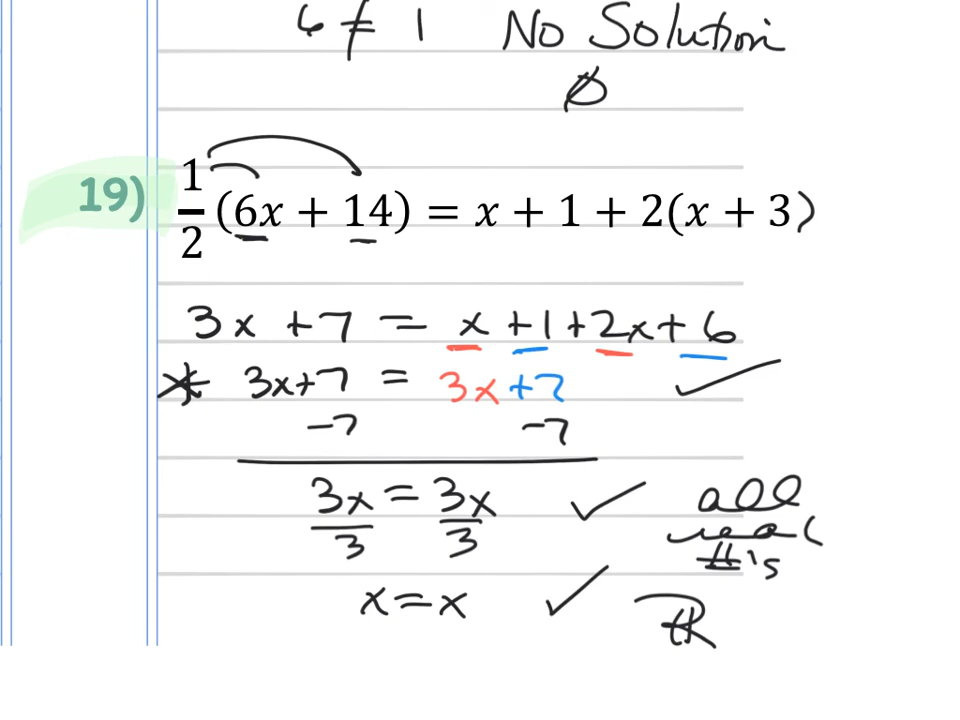 6 ≠ 1 No Solution
∅
19) 1/2 (6x + 14) = x + 1 + 2(x + 3)
3x + 7 = x + 1 + 2x + 6
* 3x + 7 = 3x + 7 ✓
-7 -7
3x = 3x ✓ all
3 3 real
#'s
x = x ✓ ℝ